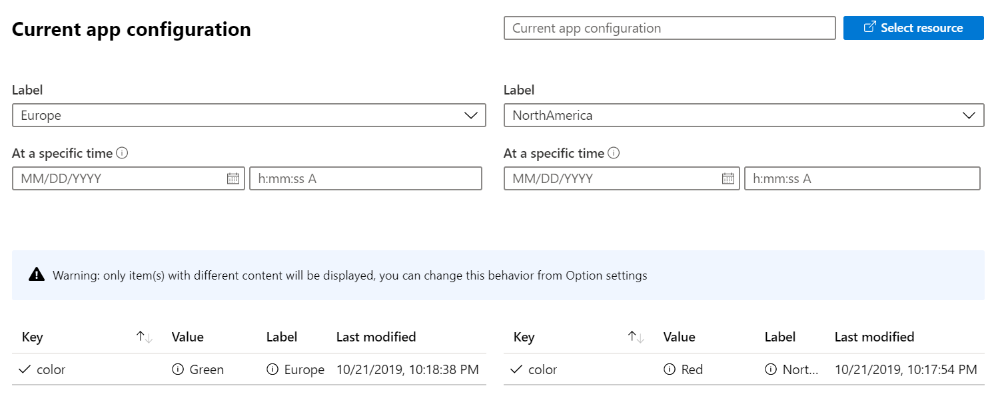 Current app configuration
Current app configuration
Select resource
Label
Label
Europe
NorthAmerica
At a specific time
At a specific time
MM/DD/YYYY h:mm:ss A
MM/DD/YYYY h:mm:ss A
Warning: only item(s) with different content will be displayed, you can change this behavior from Option settings
Key Value Label Last modified
Key Value Label Last modified
color Green Europe 10/21/2019, 10:18:38 PM
color Red Nort... 10/21/2019, 10:17:54 PM